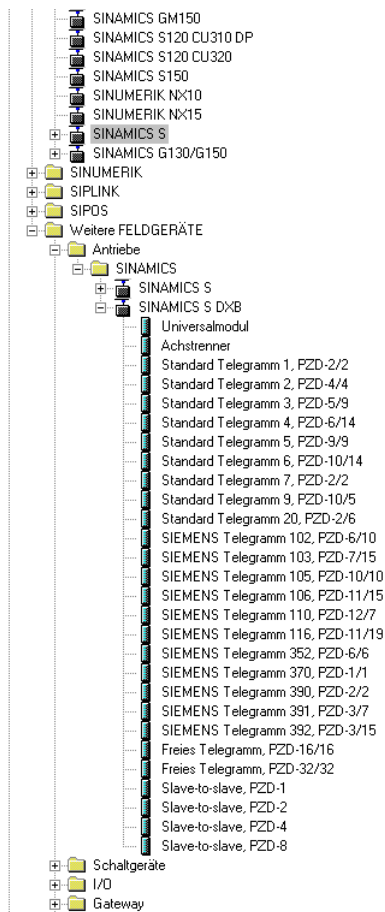 SINAMICS GM150
SINAMICS S120 CU310 DP
SINAMICS S120 CU320
SINAMICS S150
SINUMERIK NX10
SINUMERIK NX15
SINAMICS S
SINAMICS G130/G150
SINUMERIK
SIPLINK
SIPOS
Weitere FELDGERÄTE
Antriebe
SINAMICS
SINAMICS S
SINAMICS S DXB
Universalmodul
Achstrenner
Standard Telegramm 1, PZD-2/2
Standard Telegramm 2, PZD-4/4
Standard Telegramm 3, PZD-5/9
Standard Telegramm 4, PZD-6/14
Standard Telegramm 5, PZD-9/9
Standard Telegramm 6, PZD-10/14
Standard Telegramm 7, PZD-2/2
Standard Telegramm 9, PZD-10/5
Standard Telegramm 20, PZD-2/6
SIEMENS Telegramm 102, PZD-6/10
SIEMENS Telegramm 103, PZD-7/15
SIEMENS Telegramm 105, PZD-10/10
SIEMENS Telegramm 106, PZD-11/15
SIEMENS Telegramm 110, PZD-12/7
SIEMENS Telegramm 116, PZD-11/19
SIEMENS Telegramm 352, PZD-6/6
SIEMENS Telegramm 370, PZD-1/1
SIEMENS Telegramm 390, PZD-2/2
SIEMENS Telegramm 391, PZD-3/7
SIEMENS Telegramm 392, PZD-3/15
Freies Telegramm, PZD-16/16
Freies Telegramm, PZD-32/32
Slave-to-slave, PZD-1
Slave-to-slave, PZD-2
Slave-to-slave, PZD-4
Slave-to-slave, PZD-8
Schaltgeräte
I/O
Gateway